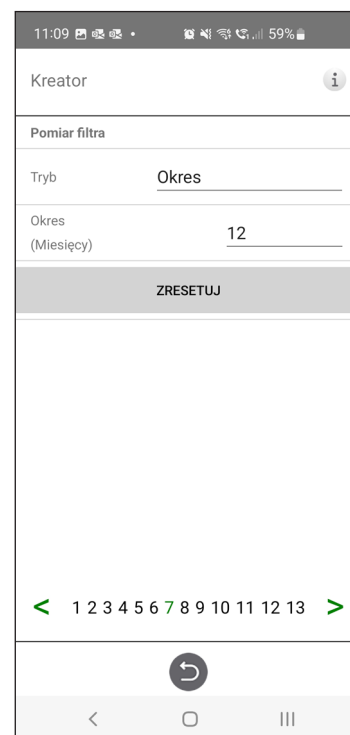 11:09 59%
Kreator i
Pomiar filtra
Tryb Okres
Okres
(Miesięcy) 12
ZRESETUJ
< 1 2 3 4 5 6 7 8 9 10 11 12 13 >